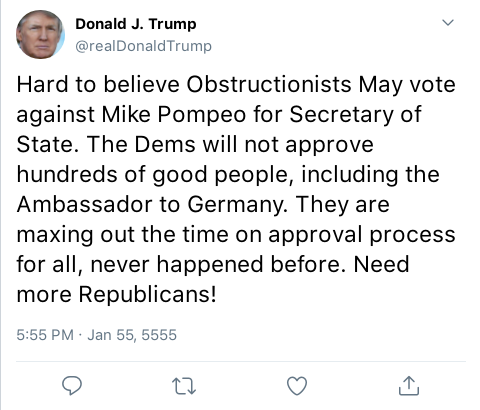 Donald J. Trump
@realDonaldTrump
Hard to believe Obstructionists May vote
against Mike Pompeo for Secretary of
State. The Dems will not approve
hundreds of good people, including the
Ambassador to Germany. They are
maxing out the time on approval process
for all, never happened before. Need
more Republicans!
5:55 PM · Jan 55, 5555